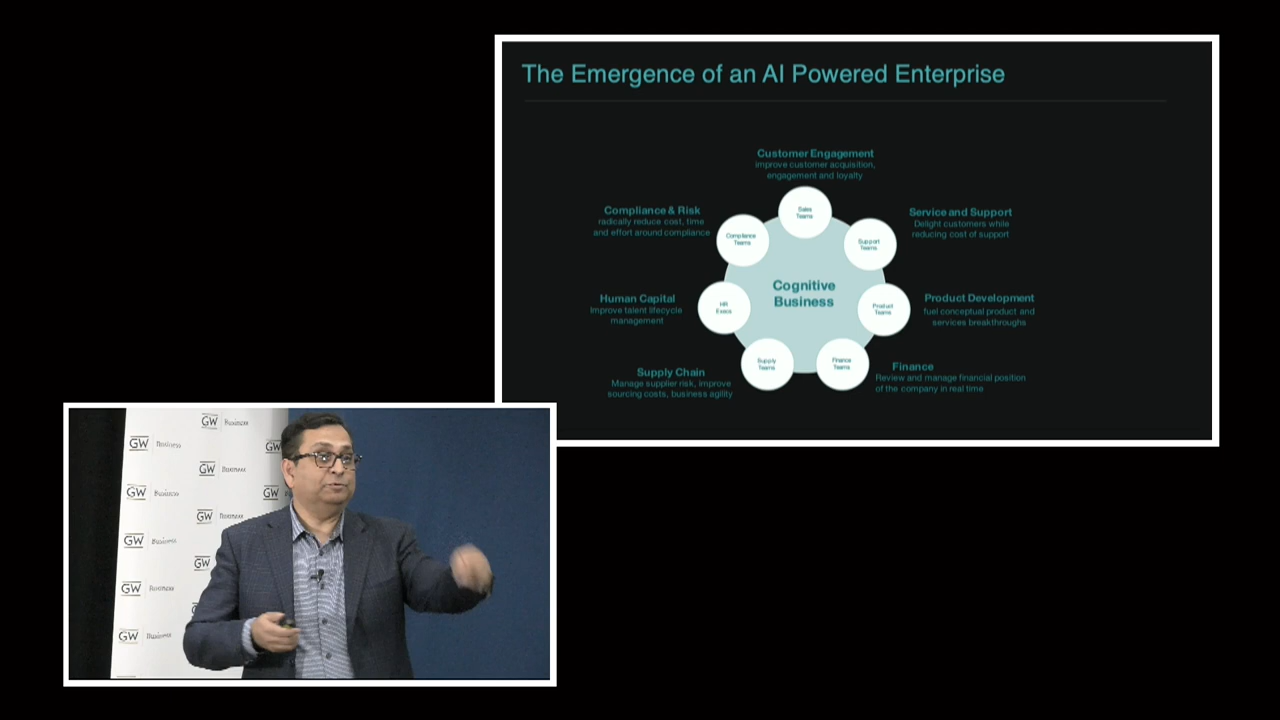 The Emergence of an AI Powered Enterprise
Customer Engagement
improve customer acquisition,
engagement and loyalty
Sales
Teams
Compliance & Risk
radically reduce cost, time
and effort around compliance
Compliance
Teams
Service and Support
Delight customers while
reducing cost of support
Support
Teams
Cognitive
Business
Human Capital
Improve talent lifecycle
management
HR
Execs
Product Development
fuel conceptual product and
services breakthroughs
Product
Teams
Supply Chain
Manage supplier risk, improve
sourcing costs, business agility
Supply
Teams
Finance
Review and manage financial position
of the company in real time
Finance
Teams
GW Business
GW Business
GW
GW Business
GW Business
GW
GW Business
GW Business
GW
GW Business
GW Business